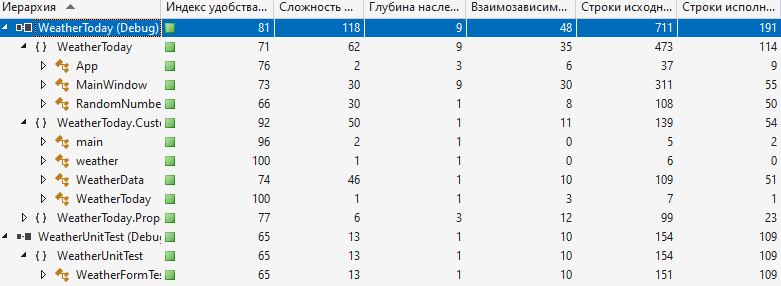 Иерархия Индекс удобства... Сложность ... Глубина насле... Взаимозависим... Строки исходн... Строки исполн...
WeatherToday (Debug) 81 118 9 48 711 191
{ } WeatherToday 71 62 9 35 473 114
App 76 2 3 6 37 9
MainWindow 73 30 9 30 311 55
RandomNumbe 66 30 1 8 108 50
{ } WeatherToday.Custo 92 50 1 11 139 54
main 96 2 1 0 5 2
weather 100 1 1 0 6 0
WeatherData 74 46 1 10 109 51
WeatherToday 100 1 1 3 7 1
{ } WeatherToday.Prop 77 6 3 12 99 23
WeatherUnitTest (Debug 65 13 1 10 154 109
{ } WeatherUnitTest 65 13 1 10 154 109
WeatherFormTes 65 13 1 10 151 109